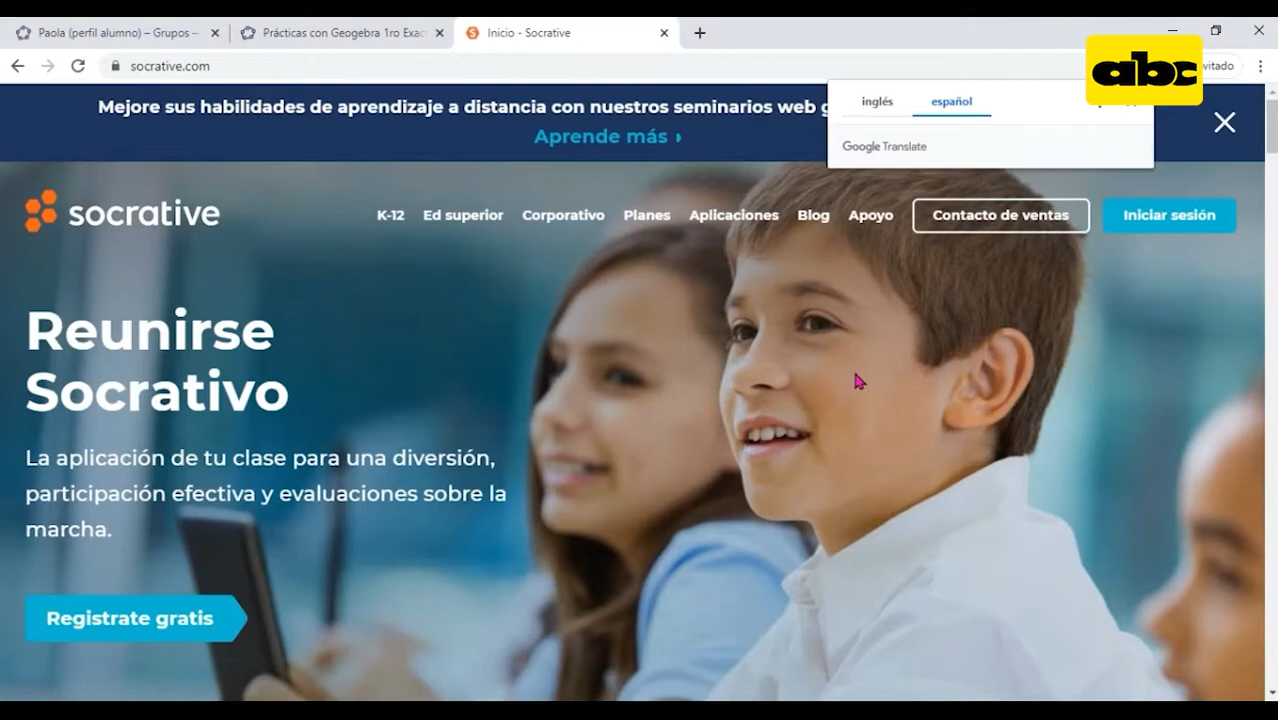 Paola (perfil alumno) – Grupos –
Prácticas con Geogebra 1ro Exac
Inicio - Socrative
socrative.com
vitado
abc
Mejore sus habilidades de aprendizaje a distancia con nuestros seminarios web g
Aprende más
inglés
español
Google Translate
socrative
K-12
Ed superior
Corporativo
Planes
Aplicaciones
Blog
Apoyo
Contacto de ventas
Iniciar sesión
Reunirse
Socrativo
La aplicación de tu clase para una diversión,
participación efectiva y evaluaciones sobre la
marcha.
Registrate gratis